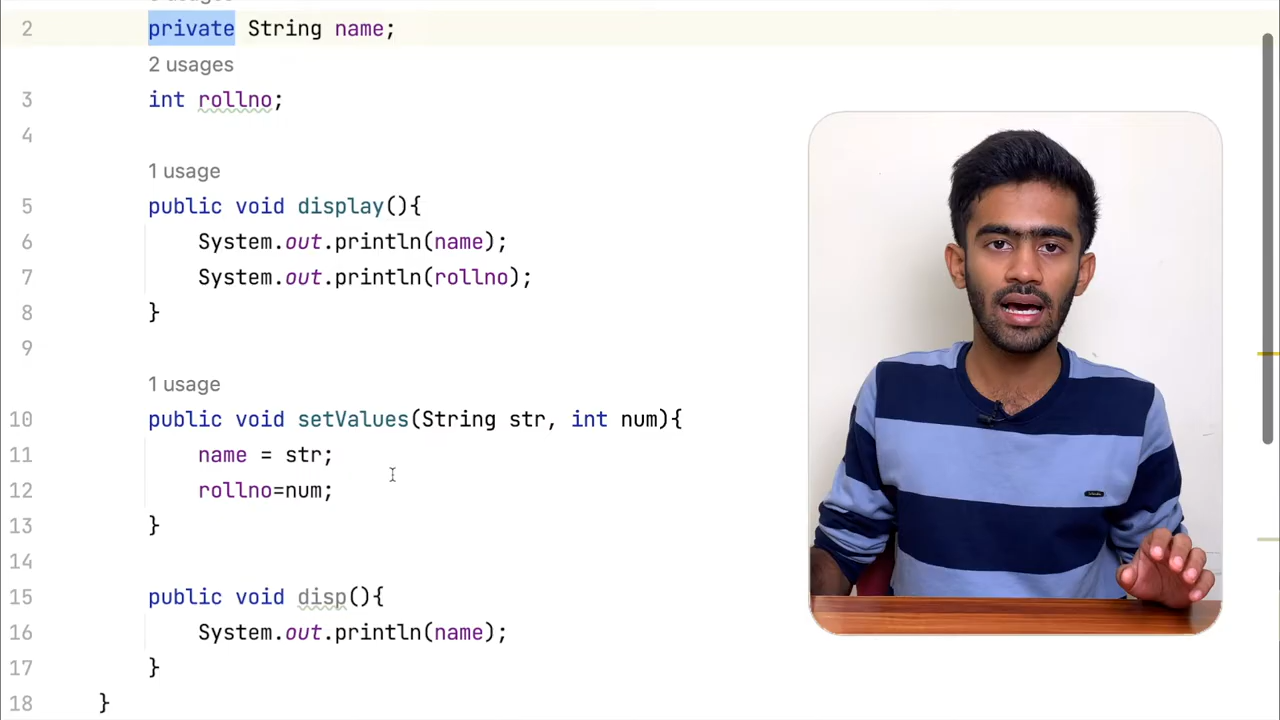 2 private String name;
2 usages
3 int rollno;
4
1 usage
5 public void display(){
6 System.out.println(name);
7 System.out.println(rollno);
8 }
9
1 usage
10 public void setValues(String str, int num){
11 name = str;
12 rollno=num;
13 }
14
15 public void disp(){
16 System.out.println(name);
17 }
18 }